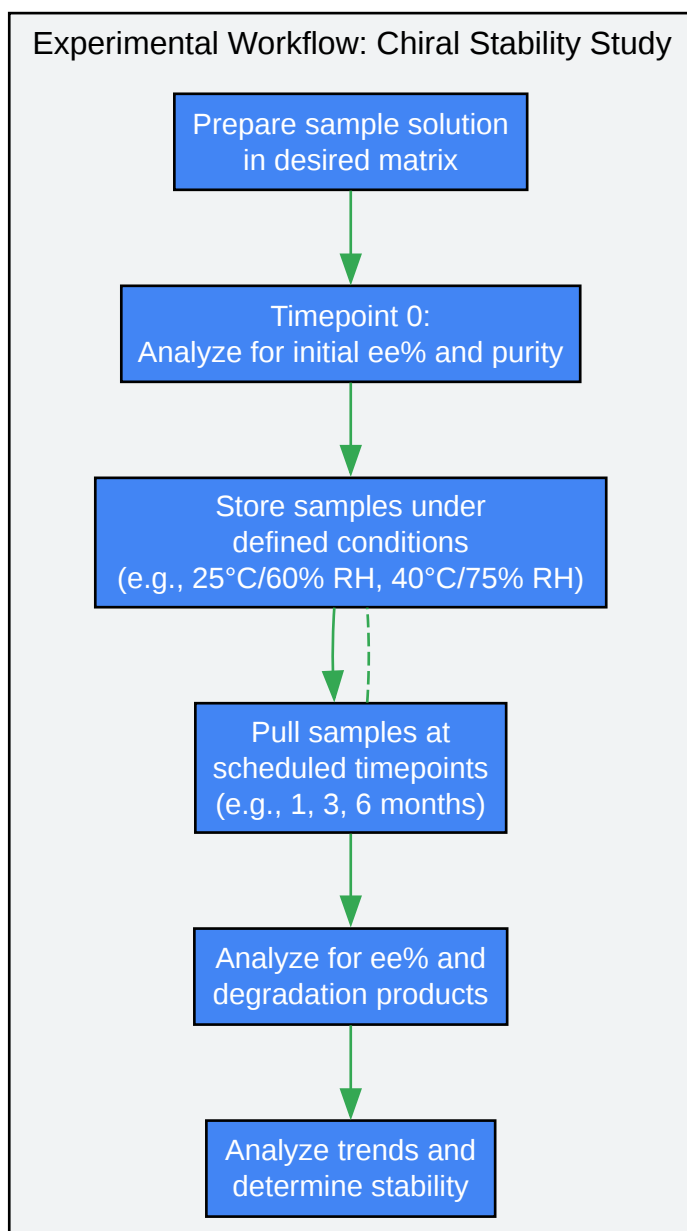 Experimental Workflow: Chiral Stability Study
Prepare sample solution
in desired matrix
Timepoint 0:
Analyze for initial ee% and purity
Store samples under
defined conditions
(e.g., 25°C/60% RH, 40°C/75% RH)
Pull samples at
scheduled timepoints
(e.g., 1, 3, 6 months)
Analyze for ee% and
degradation products
Analyze trends and
determine stability